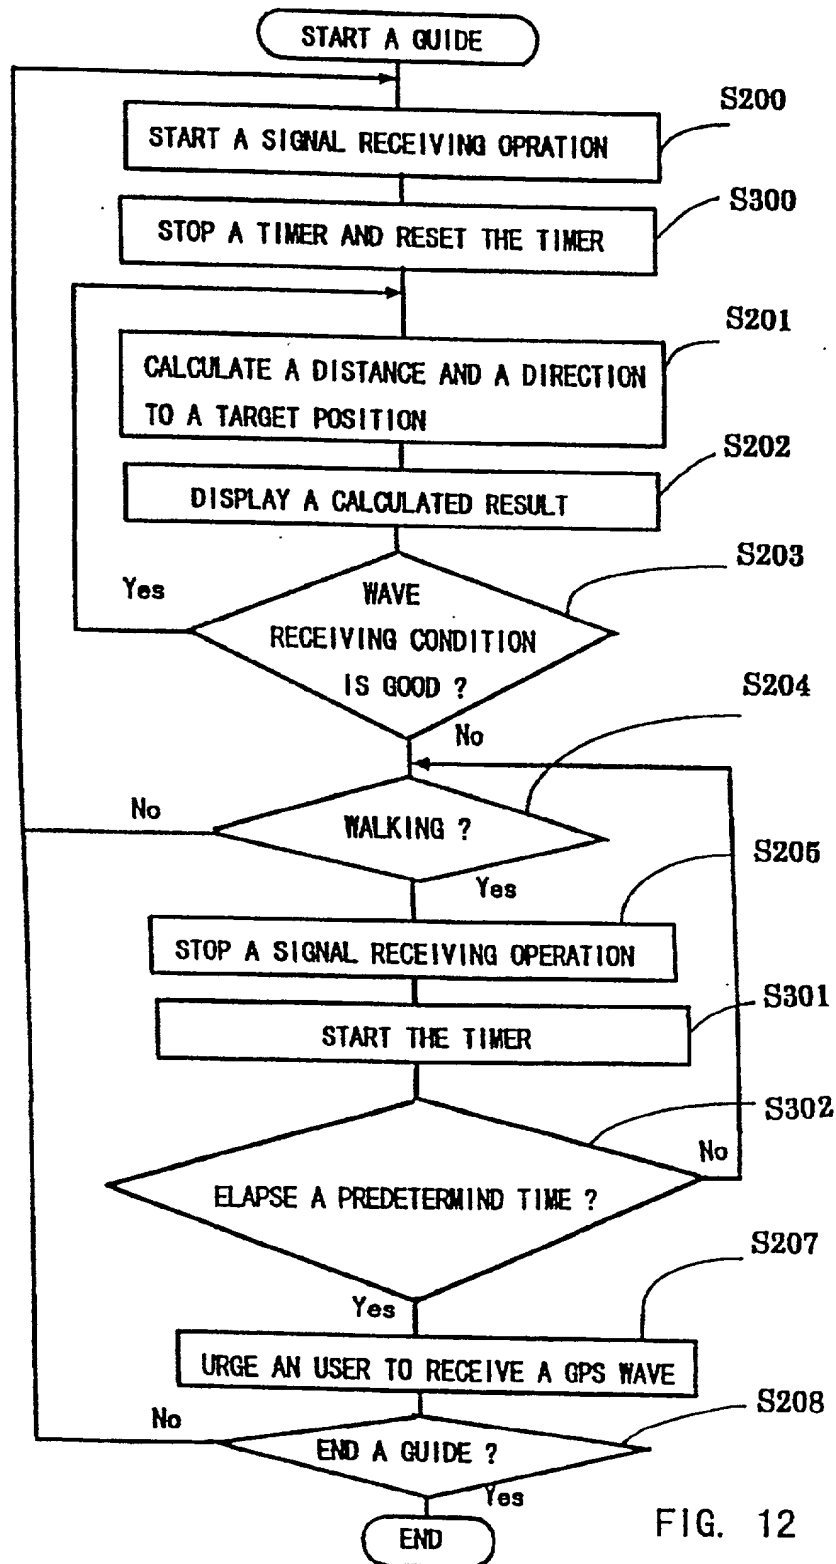 START A GUIDE
S200
START A SIGNAL RECEIVING OPRATION
S300
STOP A TIMER AND RESET THE TIMER
S201
CALCULATE A DISTANCE AND A DIRECTION
TO A TARGET POSITION
S202
DISPLAY A CALCULATED RESULT
S203
Yes
WAVE
RECEIVING CONDITION
IS GOOD ?
S204
No
No
WALKING ?
S205
Yes
STOP A SIGNAL RECEIVING OPERATION
S301
START THE TIMER
S302
No
ELAPSE A PREDETERMIND TIME ?
S207
Yes
URGE AN USER TO RECEIVE A GPS WAVE
S208
No
END A GUIDE ?
Yes
END
FIG. 12